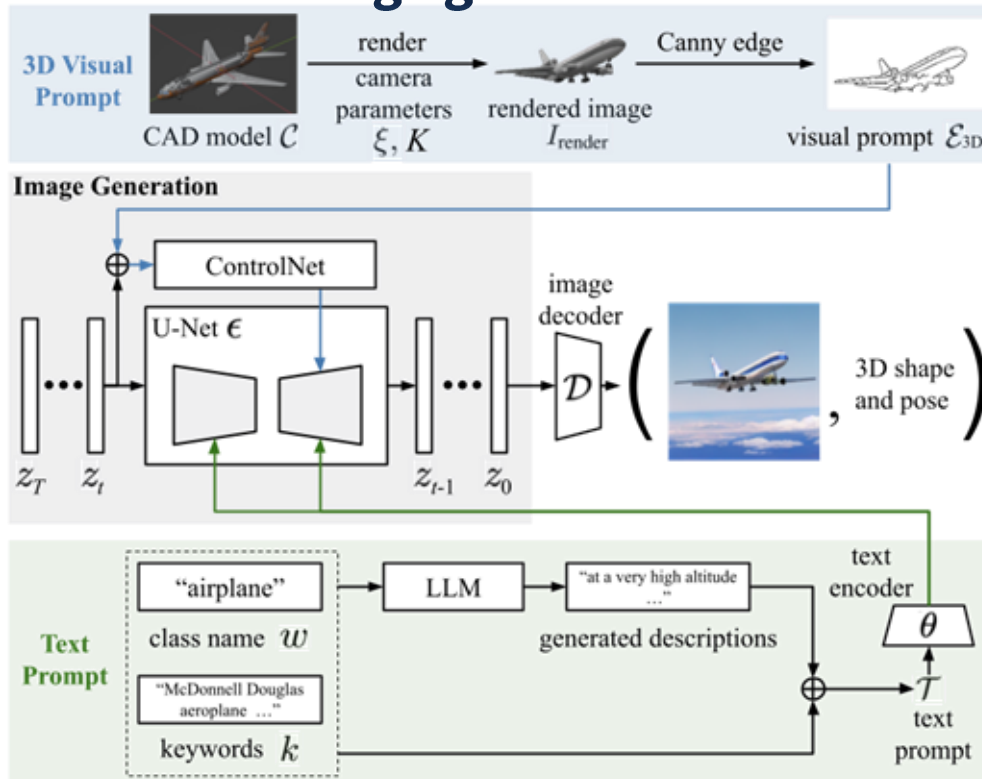 3D Visual
Prompt
CAD model C
render
camera
parameters
ξ, K
rendered image
I_render
Canny edge
visual prompt ℰ_3D
Image Generation
ControlNet
U-Net ϵ
z_T
z_t
z_t-1
z_0
image
decoder
D
( , 3D shape
and pose )
Text
Prompt
“airplane”
class name w
“McDonnell Douglas
aeroplane ...”
keywords k
LLM
“at a very high altitude
...”
generated descriptions
text
encoder
θ
T
text
prompt